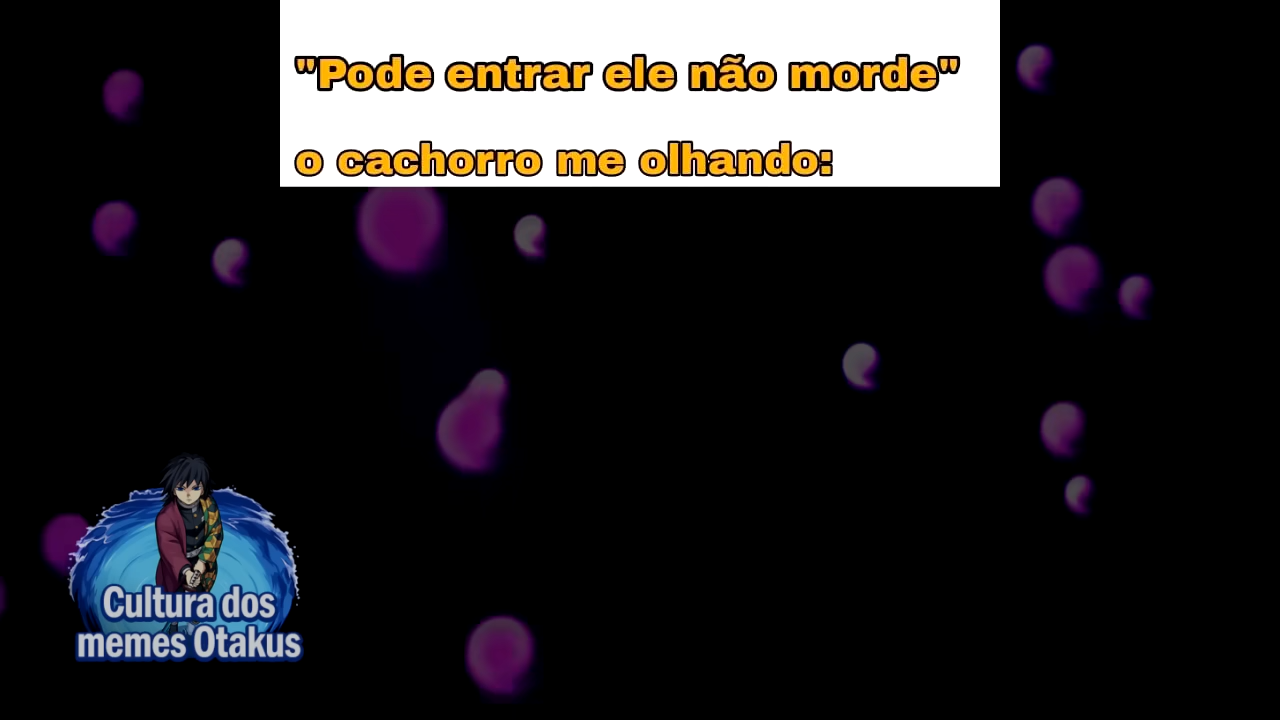 "Pode entrar ele não morde"
o cachorro me olhando:
Cultura dos
memes Otakus